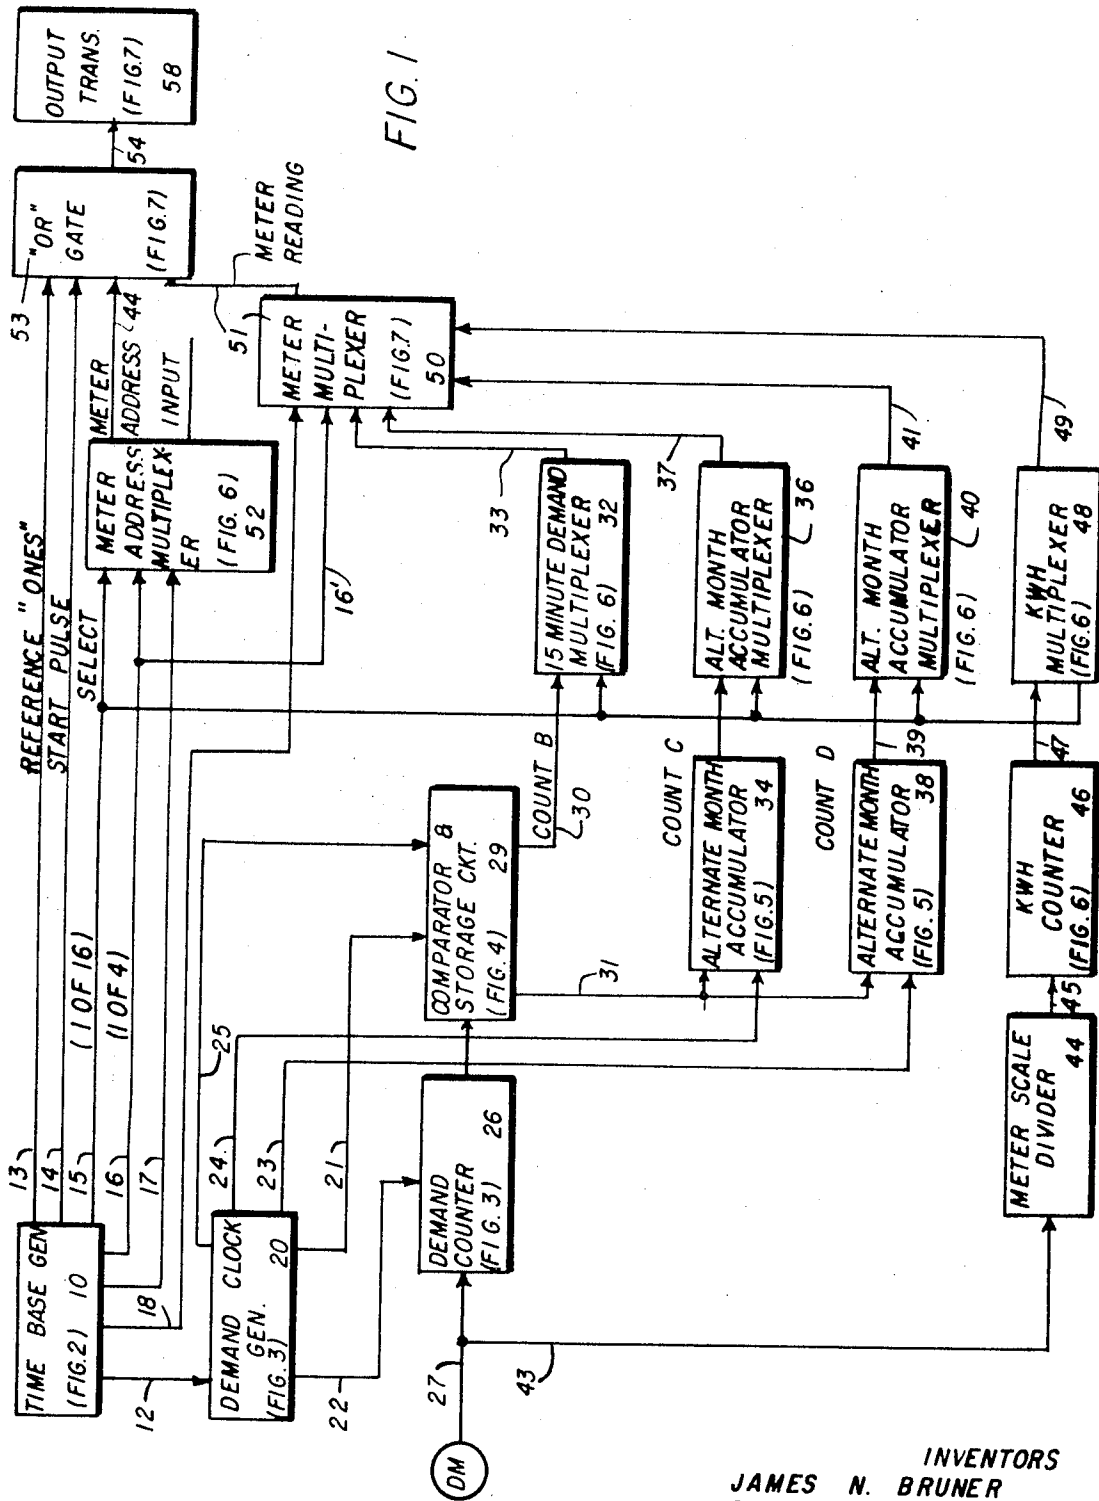 FIG. 1
TIME BASE GEN
(FIG.2) 10
12
13
14
15
16
17
18
REFERENCE "ONES"
START PULSE
SELECT
(1 OF 16)
(1 OF 4)
METER
ADDRESS
MULTIPLEX-
ER
(FIG. 6)
52
METER
ADDRESS 44
ADDRESS
INPUT
53
"OR"
GATE
(FIG.7)
54
OUTPUT
TRANS.
(FIG.7)
58
METER
READING
51
METER
MULTI-
PLEXER
(FIG.7)
50
16'
DEMAND CLOCK
GEN. 20
(FIG. 3)
25
24
23
21
22
DEMAND
COUNTER
(FIG. 3) 26
COMPARATOR &
STORAGE CKT.
(FIG. 4) 29
COUNT B
30
31
15 MINUTE DEMAND
MULTIPLEXER
(FIG. 6) 32
33
COUNT C
ALTERNATE MONTH
ACCUMULATOR
(FIG.5) 34
ALT. MONTH
ACCUMULATOR
MULTIPLEXER
(FIG.6) 36
37
COUNT D
ALTERNATE MONTH
ACCUMULATOR
(FIG. 5) 38
39
ALT. MONTH
ACCUMULATOR
MULTIPLEXER
(FIG.6) 40
41
DM
27
43
METER SCALE
DIVIDER
44
45
KWH
COUNTER
(FIG. 6) 46
47
KWH
MULTIPLEXER
(FIG.6) 48
49
INVENTORS
JAMES N. BRUNER